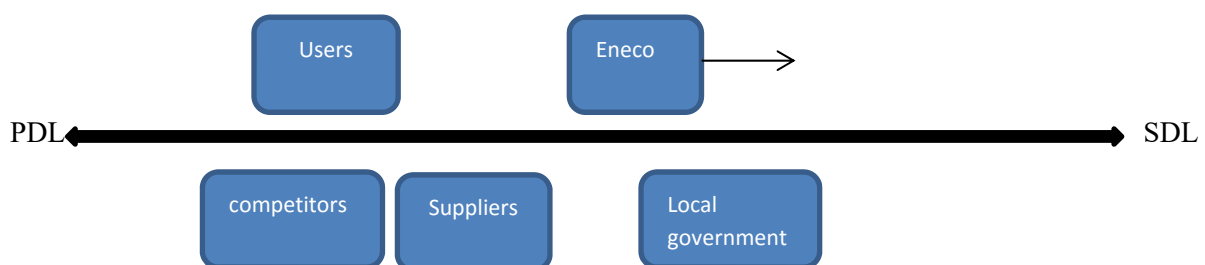 Users
Eneco
PDL
SDL
competitors
Suppliers
Local
government